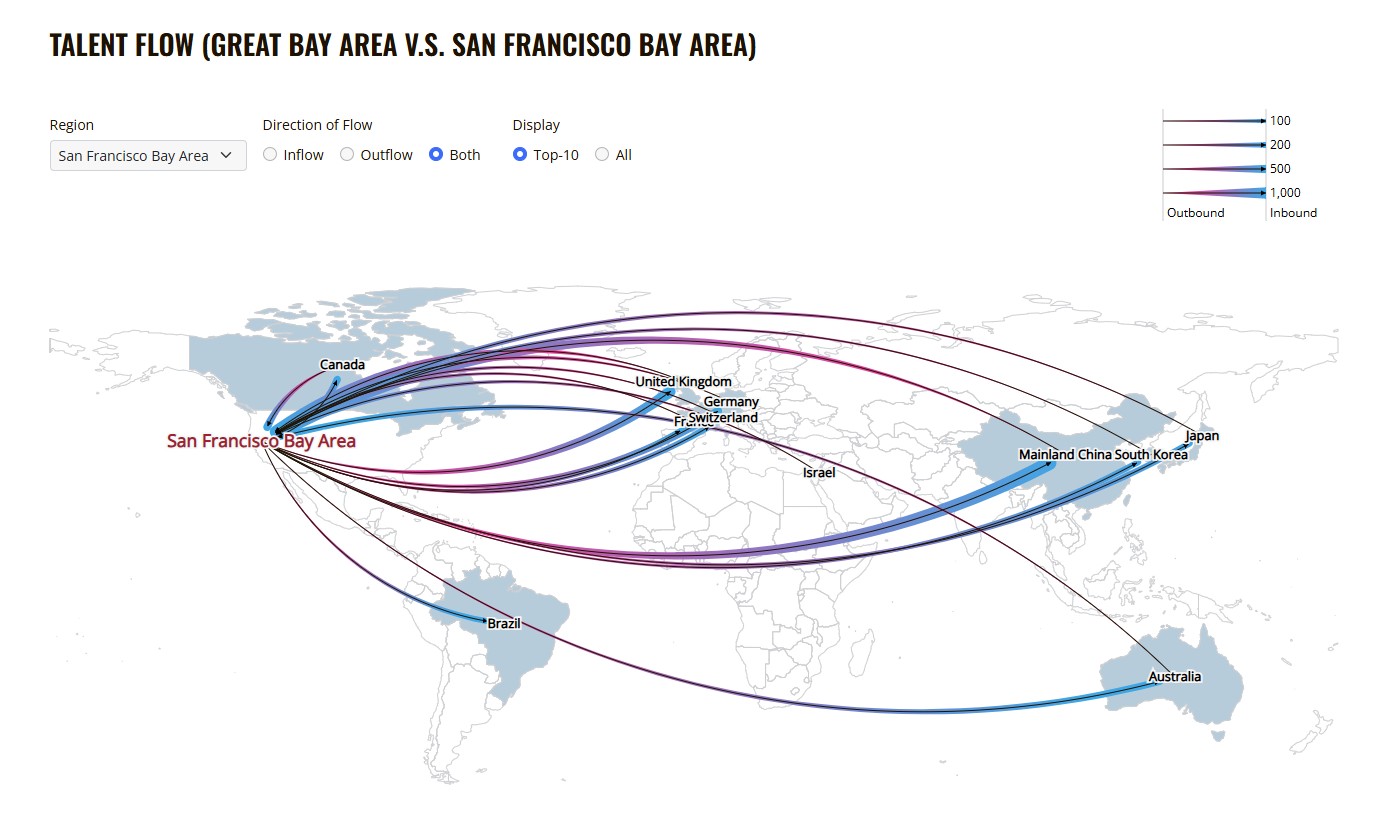 TALENT FLOW (GREAT BAY AREA V.S. SAN FRANCISCO BAY AREA)
Region
Direction of Flow
Display
San Francisco Bay Area
Inflow
Outflow
Both
Top-10
All
100
200
500
1,000
Outbound
Inbound
Canada
United Kingdom
Germany
Switzerland
France
San Francisco Bay Area
Japan
Mainland China
South Korea
Israel
Brazil
Australia